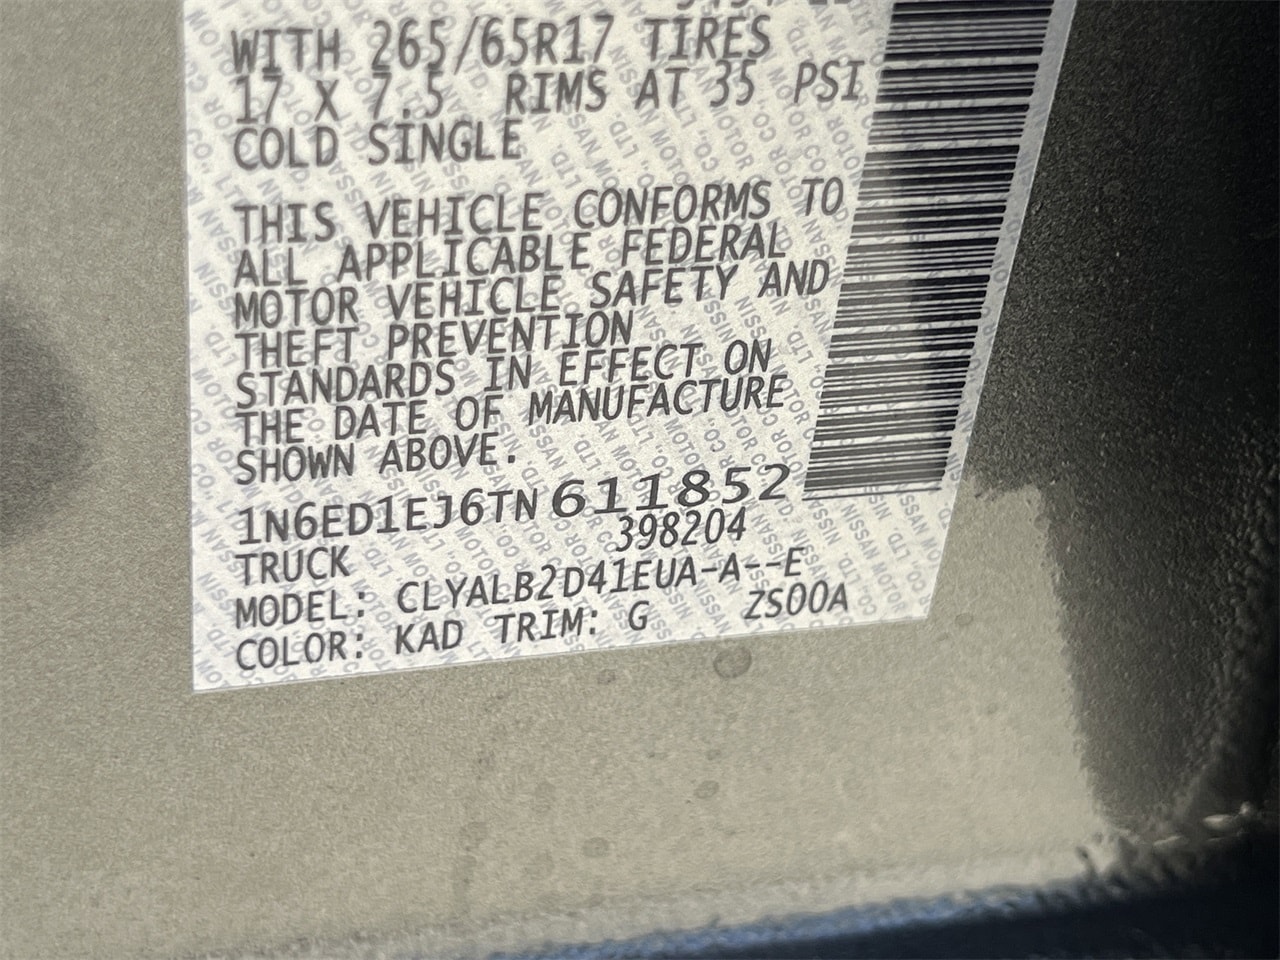 WITH 265/65R17 TIRES
17 X 7.5 RIMS AT 35 PSI
COLD SINGLE
THIS VEHICLE CONFORMS TO
ALL APPLICABLE FEDERAL
MOTOR VEHICLE SAFETY AND
THEFT PREVENTION
STANDARDS IN EFFECT ON
THE DATE OF MANUFACTURE
SHOWN ABOVE.
1N6ED1EJ6TN611852
398204
TRUCK
MODEL: CLYALB2D41EUA-A--E
COLOR: KAD TRIM: G ZS00A